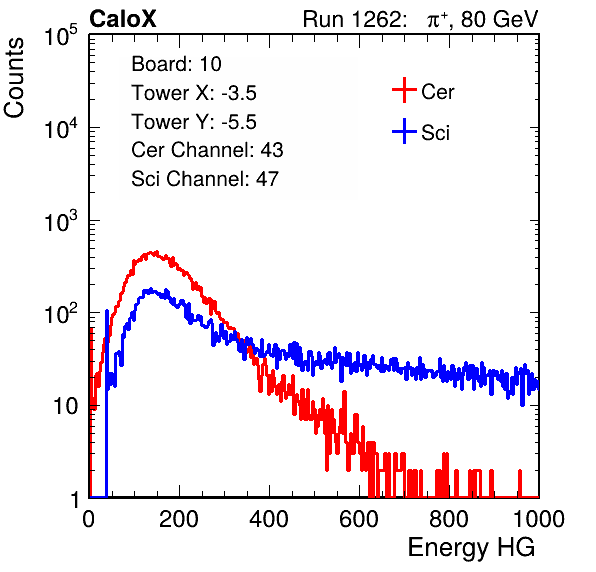 CaloX Run 1262: π⁺, 80 GeV
Counts
Board: 10
Tower X: -3.5
Tower Y: -5.5
Cer Channel: 43
Sci Channel: 47
Cer
Sci
10⁵
10⁴
10³
10²
10
1
0 200 400 600 800 1000
Energy HG